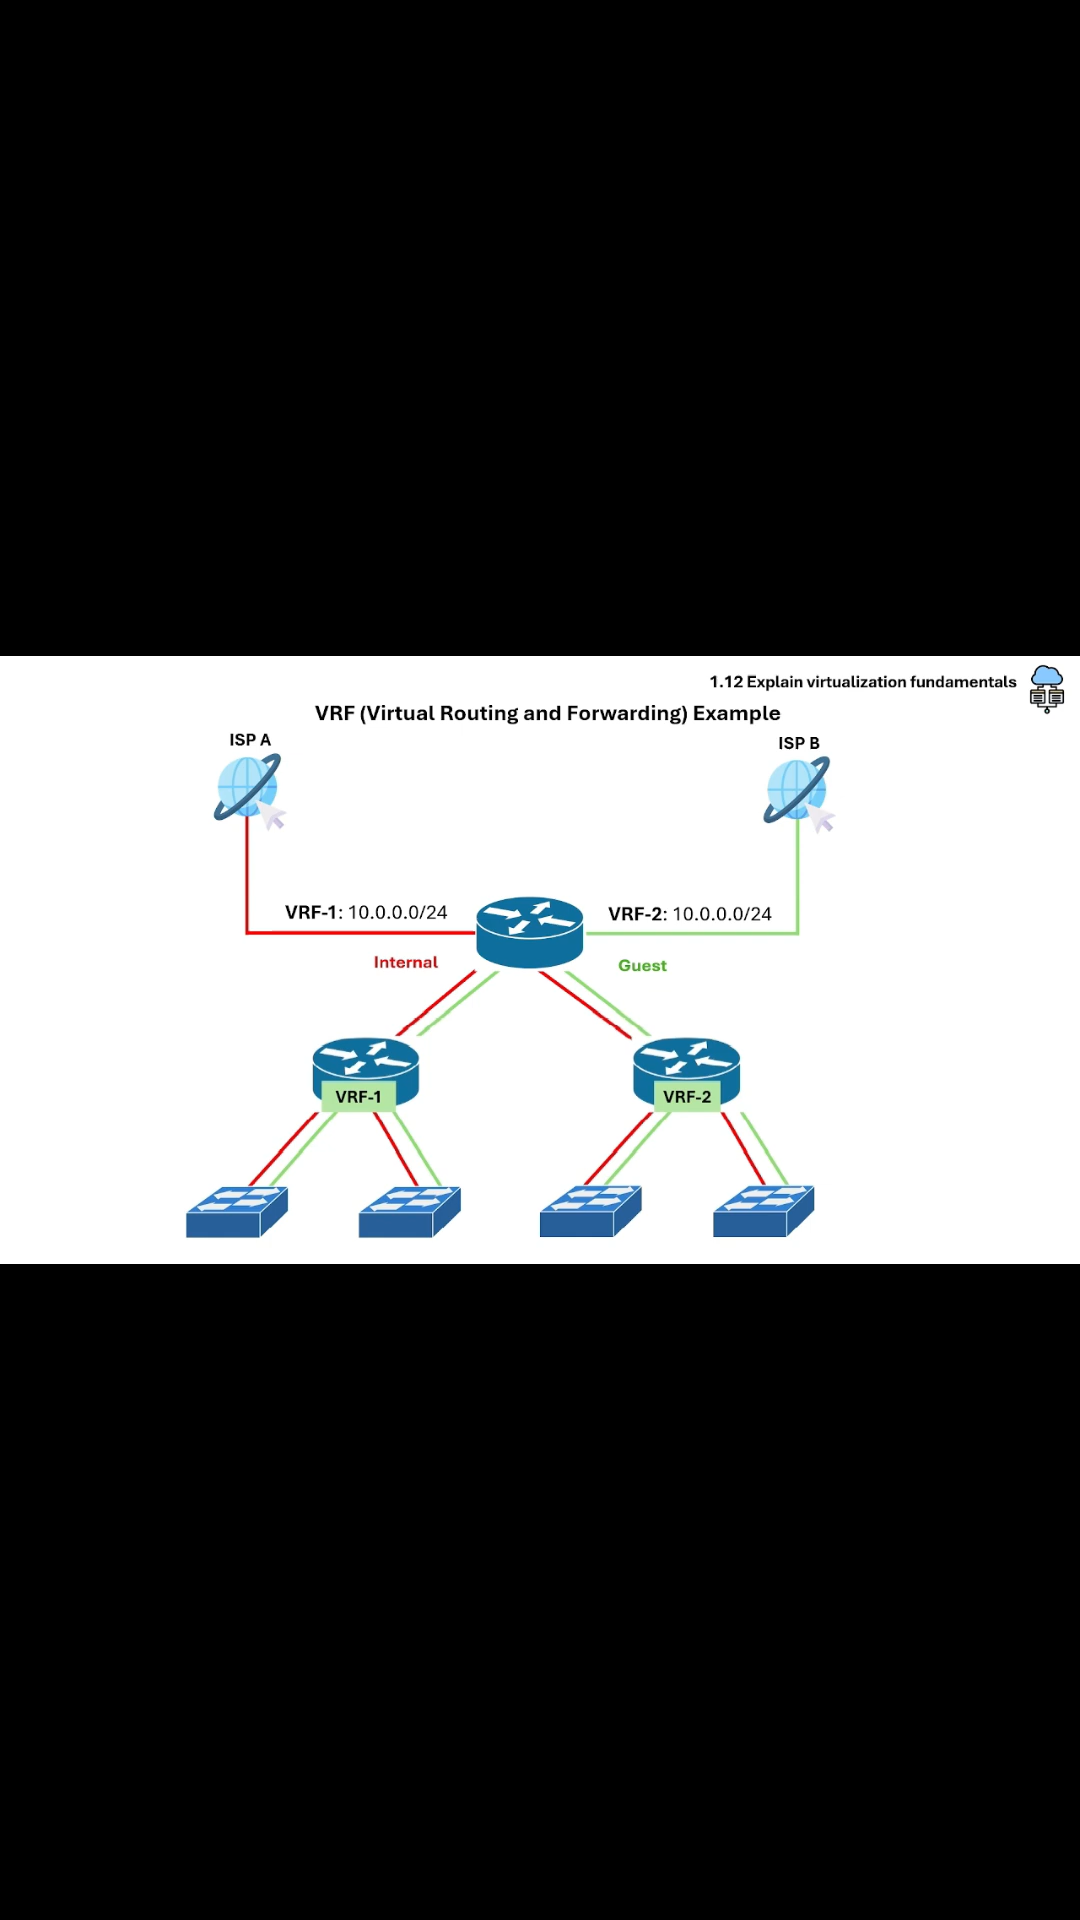 1.12 Explain virtualization fundamentals
VRF (Virtual Routing and Forwarding) Example
ISP A
ISP B
VRF-1: 10.0.0.0/24
VRF-2: 10.0.0.0/24
Internal
Guest
VRF-1
VRF-2